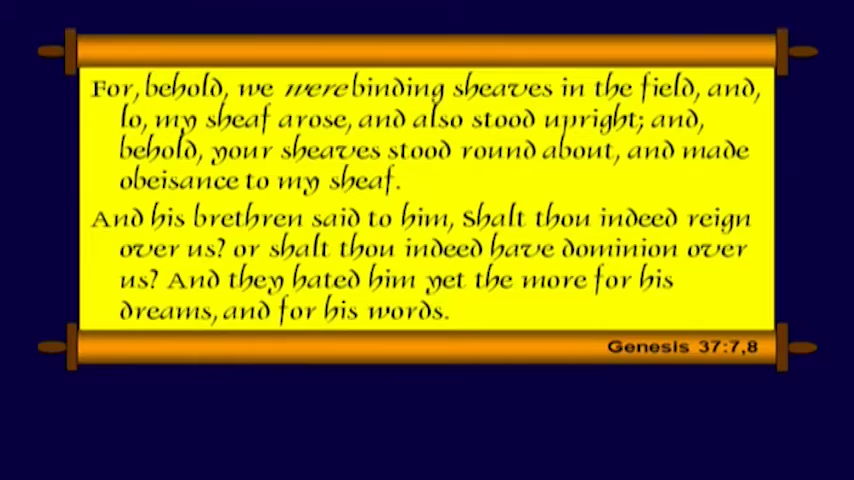 For, behold, we were binding sheaves in the field, and,
lo, my sheaf arose, and also stood upright; and,
behold, your sheaves stood round about, and made
obeisance to my sheaf.
And his brethren said to him, Shalt thou indeed reign
over us? or shalt thou indeed have dominion over
us? And they hated him yet the more for his
dreams, and for his words.
Genesis 37:7,8